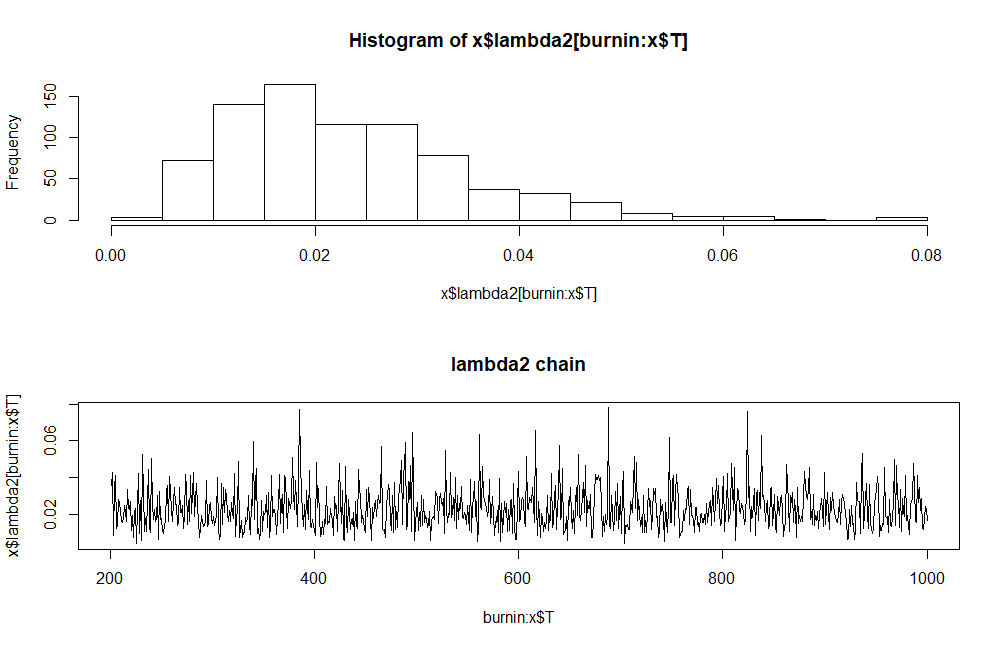 Histogram of x$lambda2[burnin:x$T]
Frequency
150
100
50
0
0.00 0.02 0.04 0.06 0.08
x$lambda2[burnin:x$T]
lambda2 chain
x$lambda2[burnin:x$T]
0.06
0.02
200 400 600 800 1000
burnin:x$T